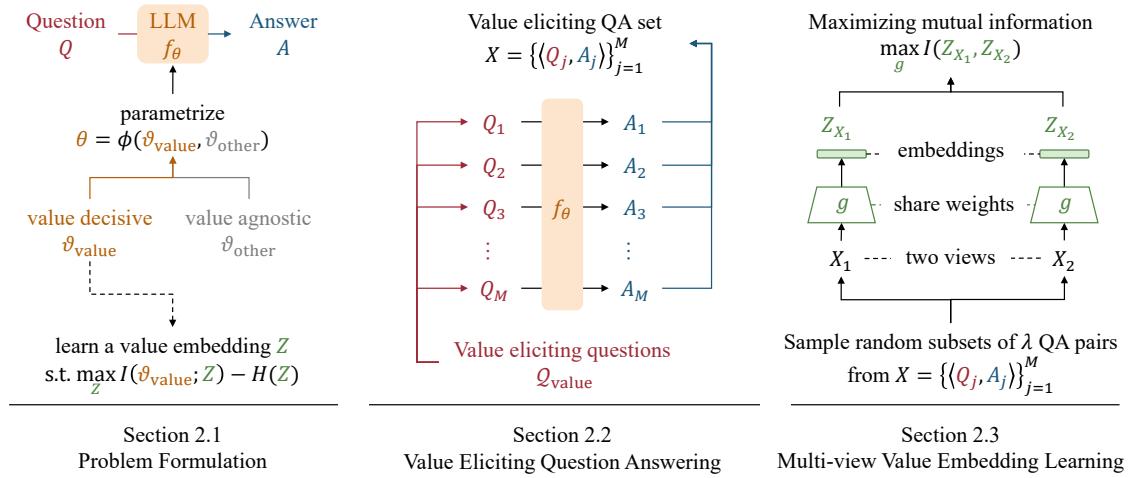 Question
Q
LLM
f_θ
Answer
A
parametrize
θ = ϕ(ϑ_value, ϑ_other)
value decisive
ϑ_value
value agnostic
ϑ_other
learn a value embedding Z
s.t. max_Z I(ϑ_value; Z) − H(Z)
Section 2.1
Problem Formulation
Value eliciting QA set
X = {⟨Q_j, A_j⟩}_{j=1}^M
Q_1
A_1
Q_2
A_2
Q_3
f_θ
A_3
⋮
⋮
Q_M
A_M
Value eliciting questions
𝒬_value
Section 2.2
Value Eliciting Question Answering
Maximizing mutual information
max_g I(Z_{X_1}, Z_{X_2})
Z_{X_1}
Z_{X_2}
embeddings
g
share weights
g
X_1
two views
X_2
Sample random subsets of λ QA pairs
from X = {⟨Q_j, A_j⟩}_{j=1}^M
Section 2.3
Multi-view Value Embedding Learning